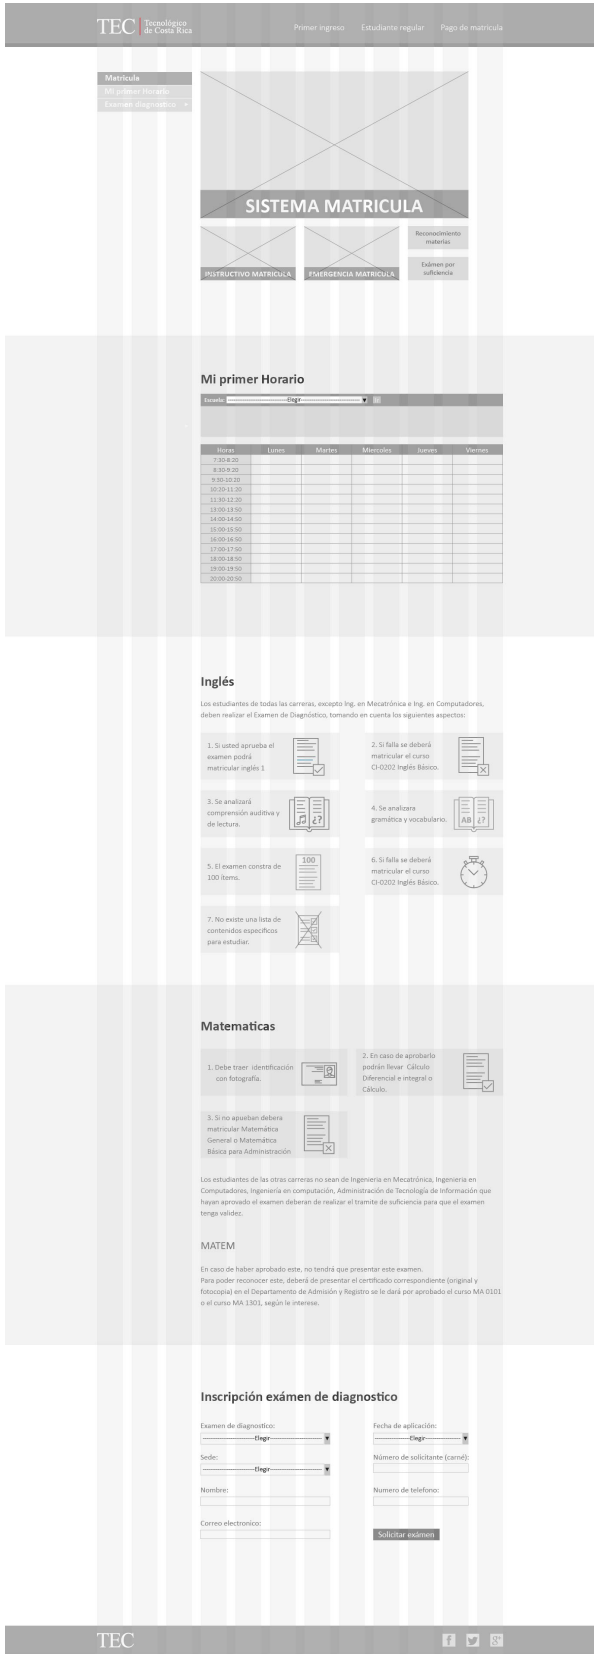 TEC Tecnológico
de Costa Rica
Primer ingreso Estudiante regular Pago de matrícula
Matrícula
Mi primer Horario
Examen diagnostico
SISTEMA MATRICULA
INSTRUCTIVO MATRICULA
EMERGENCIA MATRICULA
Reconocimiento
materias
Exámen por
suficiencia
Mi primer Horario
Escuela: Elegir
Horas Lunes Martes Miercoles Jueves Viernes
7:30-8:20
8:30-9:20
9:30-10:20
10:20-11:20
11:30-12:20
13:00-13:50
14:00-14:50
15:00-15:50
16:00-16:50
17:00-17:50
18:00-18:50
19:00-19:50
20:00-20:50
Inglés
Los estudiantes de todas las carreras, excepto Ing. en Mecatrónica e Ing. en Computadores,
deben realizar el Examen de Diagnóstico, tomando en cuenta los siguientes aspectos:
1. Si usted aprueba el
examen podrá
matricular inglés 1
2. Si falla se deberá
matricular el curso
CI-0202 Inglés Básico.
3. Se analizará
comprensión auditiva y
de lectura.
¿?
4. Se analizara
gramática y vocabulario.
AB ¿?
5. El examen constra de
100 items.
100
6. Si falla se deberá
matricular el curso
CI-0202 Inglés Básico.
7. No existe una lista de
contenidos específicos
para estudiar.
Matematicas
1. Debe traer identificación
con fotografía.
2. En caso de aprobarlo
podrán llevar Cálculo
Diferencial e integral o
Cálculo.
3. Si no apueban debera
matricular Matemática
General o Matemática
Básica para Administración
Los estudiantes de las otras carreras no sean de Ingenieria en Mecatrónica, Ingenieria en
Computadores, Ingeniería en computación, Administración de Tecnología de Información que
hayan aprovado el examen deberan de realizar el tramite de suficiencia para que el examen
tenga validez.
MATEM
En caso de haber aprobado este, no tendrá que presentar este examen.
Para poder reconocer este, deberá de presentar el certificado correspondiente (original y
fotocopia) en el Departamento de Admisión y Registro se le dará por aprobado el curso MA 0101
o el curso MA 1301, según le interese.
Inscripción exámen de diagnostico
Examen de diagnostico: Fecha de aplicación:
Elegir Elegir
Sede: Número de solicitante (carné):
Elegir
Nombre: Numero de telefono:
Correo electronico:
Solicitar exámen
TEC f g+